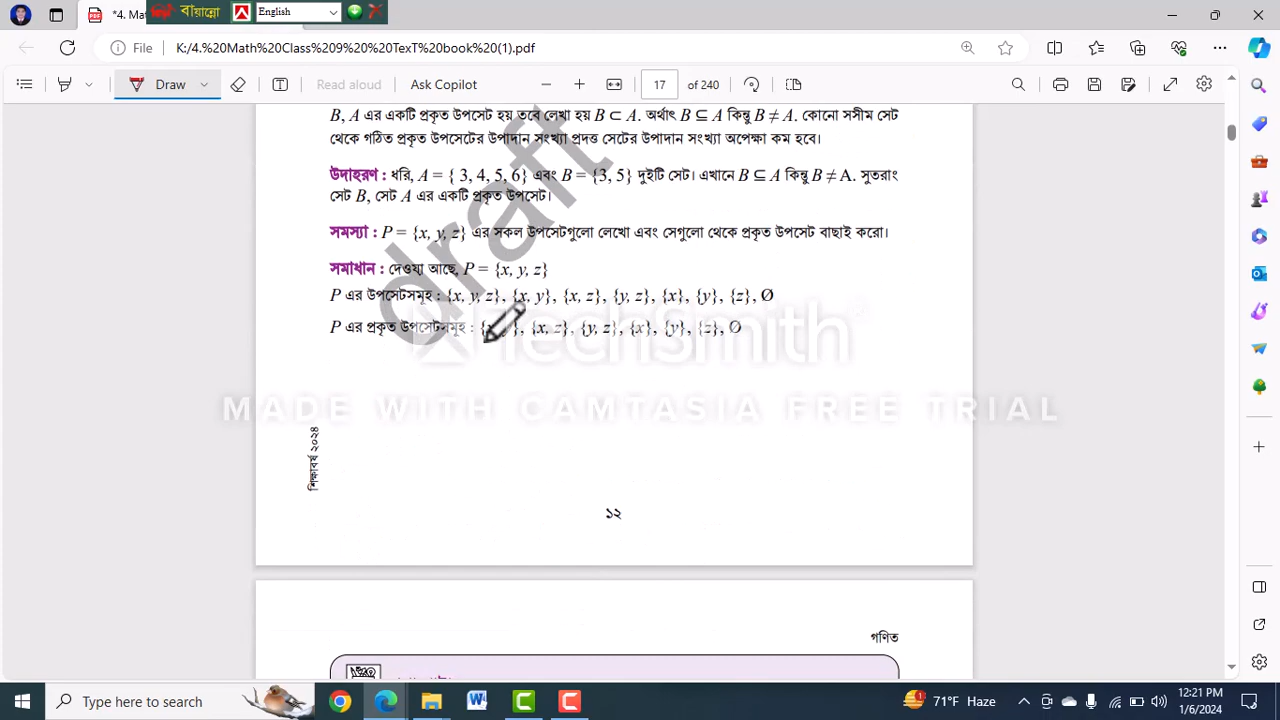 *4. Ma
বায়ান্নো
English
File
K:/4.%20Math%20Class%209%20%20TexT%20book%20(1).pdf
Draw
Read aloud
Ask Copilot
17 of 240
B, A এর একটি প্রকৃত উপসেট হয় তবে লেখা হয় B ⊂ A. অর্থাৎ B ⊆ A কিন্তু B ≠ A. কোনো সসীম সেট
থেকে গঠিত প্রকৃত উপসেটের উপাদান সংখ্যা প্রদত্ত সেটের উপাদান সংখ্যা অপেক্ষা কম হবে।
উদাহরণ : ধরি, A = { 3, 4, 5, 6} এবং B = {3, 5} দুইটি সেট। এখানে B ⊆ A কিন্তু B ≠ A. সুতরাং
সেট B, সেট A এর একটি প্রকৃত উপসেট।
সমস্যা : P = {x, y, z} এর সকল উপসেটগুলো লেখো এবং সেগুলো থেকে প্রকৃত উপসেট বাছাই করো।
সমাধান : দেওয়া আছে, P = {x, y, z}
P এর উপসেটসমূহ : {x, y, z}, {x, y}, {x, z}, {y, z}, {x}, {y}, {z}, Ø
P এর প্রকৃত উপসেটসমূহ : {x, y}, {x, z}, {y, z}, {x}, {y}, {z}, Ø
draft
TechSmith
MADE WITH CAMTASIA FREE TRIAL
শিক্ষাবর্ষ ২০২৪
১২
গণিত
Type here to search
71°F Haze
12:21 PM
1/6/2024